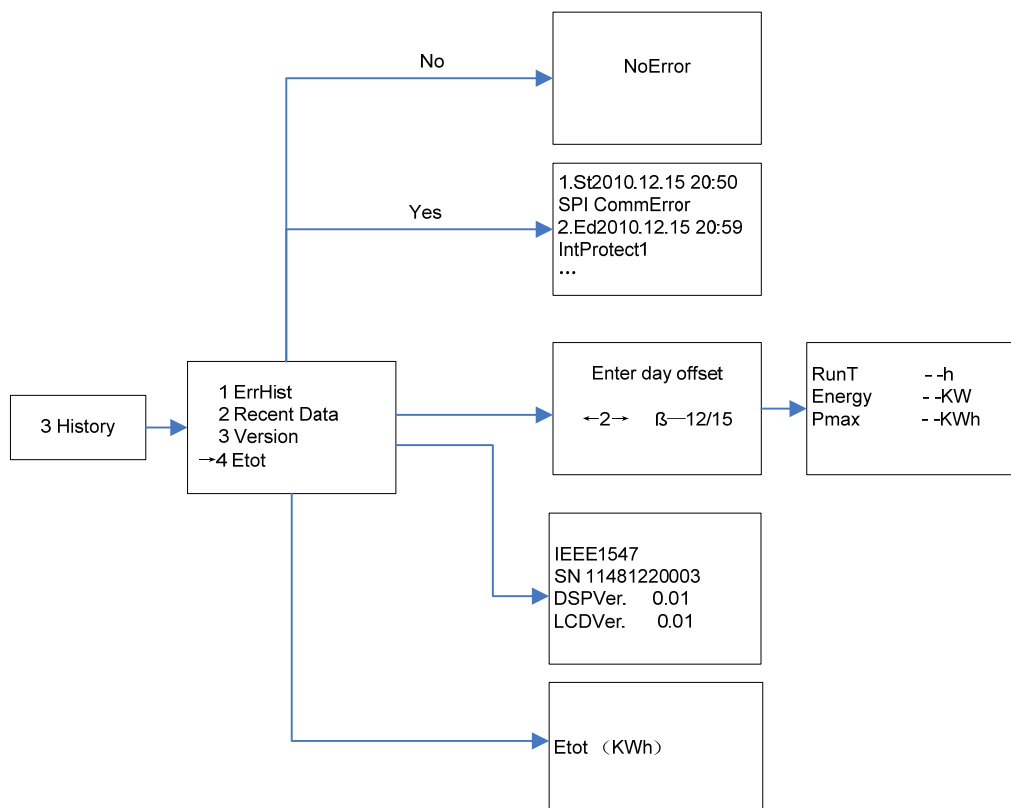 No
NoError
Yes
1.St2010.12.15 20:50
SPI CommError
2.Ed2010.12.15 20:59
IntProtect1
...
3 History
1 ErrHist
2 Recent Data
3 Version
→4 Etot
Enter day offset
←2→ ß—12/15
RunT --h
Energy --KW
Pmax --KWh
IEEE1547
SN 11481220003
DSPVer. 0.01
LCDVer. 0.01
Etot （KWh）